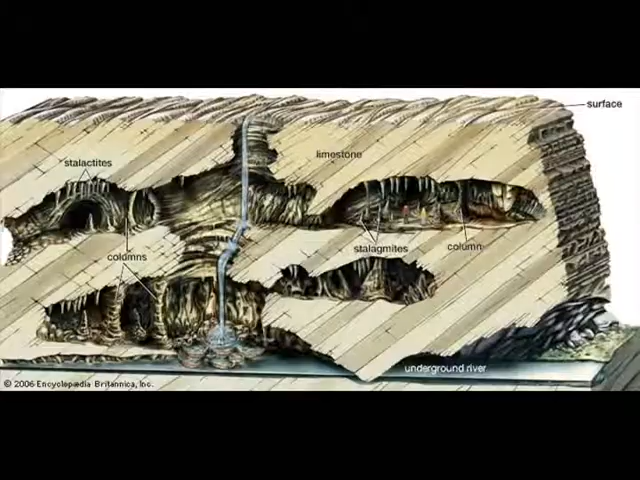 surface
limestone
stalactites
stalagmites
column
columns
underground river
© 2006 Encyclopædia Britannica, Inc.